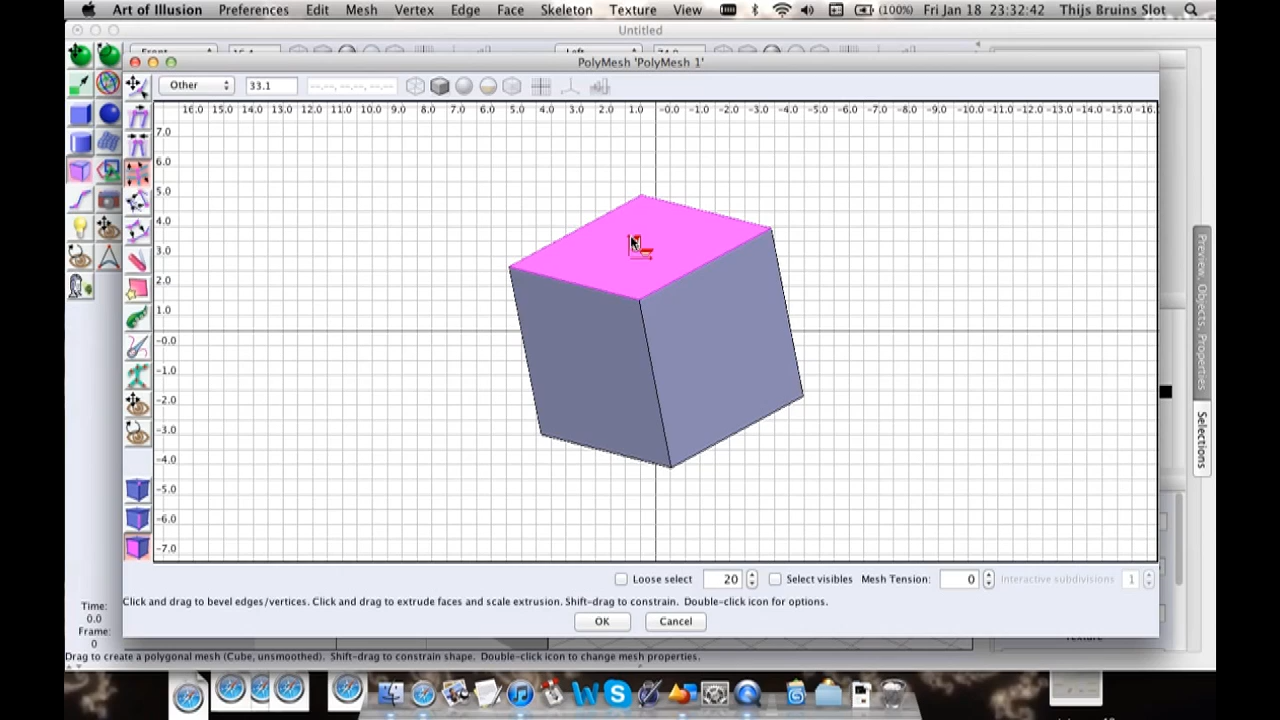 Art of Illusion Preferences Edit Mesh Vertex Edge Face Skeleton Texture View (100%) Fri Jan 18 23:32:42 Thijs Bruins Slot
Untitled
PolyMesh 'PolyMesh 1'
Other 33.1 --.--, --.--, --.--
16.0 15.0 14.0 13.0 12.0 11.0 10.0 9.0 8.0 7.0 6.0 5.0 4.0 3.0 2.0 1.0 -0.0 -1.0 -2.0 -3.0 -4.0 -5.0 -6.0 -7.0 -8.0 -9.0 -10.0 -11.0 -12.0 -13.0 -14.0 -15.0 -16.
7.0
6.0
5.0
4.0
3.0
2.0
1.0
-0.0
-1.0
-2.0
-3.0
-4.0
-5.0
-6.0
-7.0
Preview, Objects, Properties
Selections
Loose select 20 Select visibles Mesh Tension: 0 Interactive subdivisions 1
Click and drag to bevel edges/vertices. Click and drag to extrude faces and scale extrusion. Shift-drag to constrain. Double-click icon for options.
OK Cancel
Time:
0.0
Frame:
0
Drag to create a polygonal mesh (Cube, unsmoothed). Shift-drag to constrain shape. Double-click icon to change mesh properties.